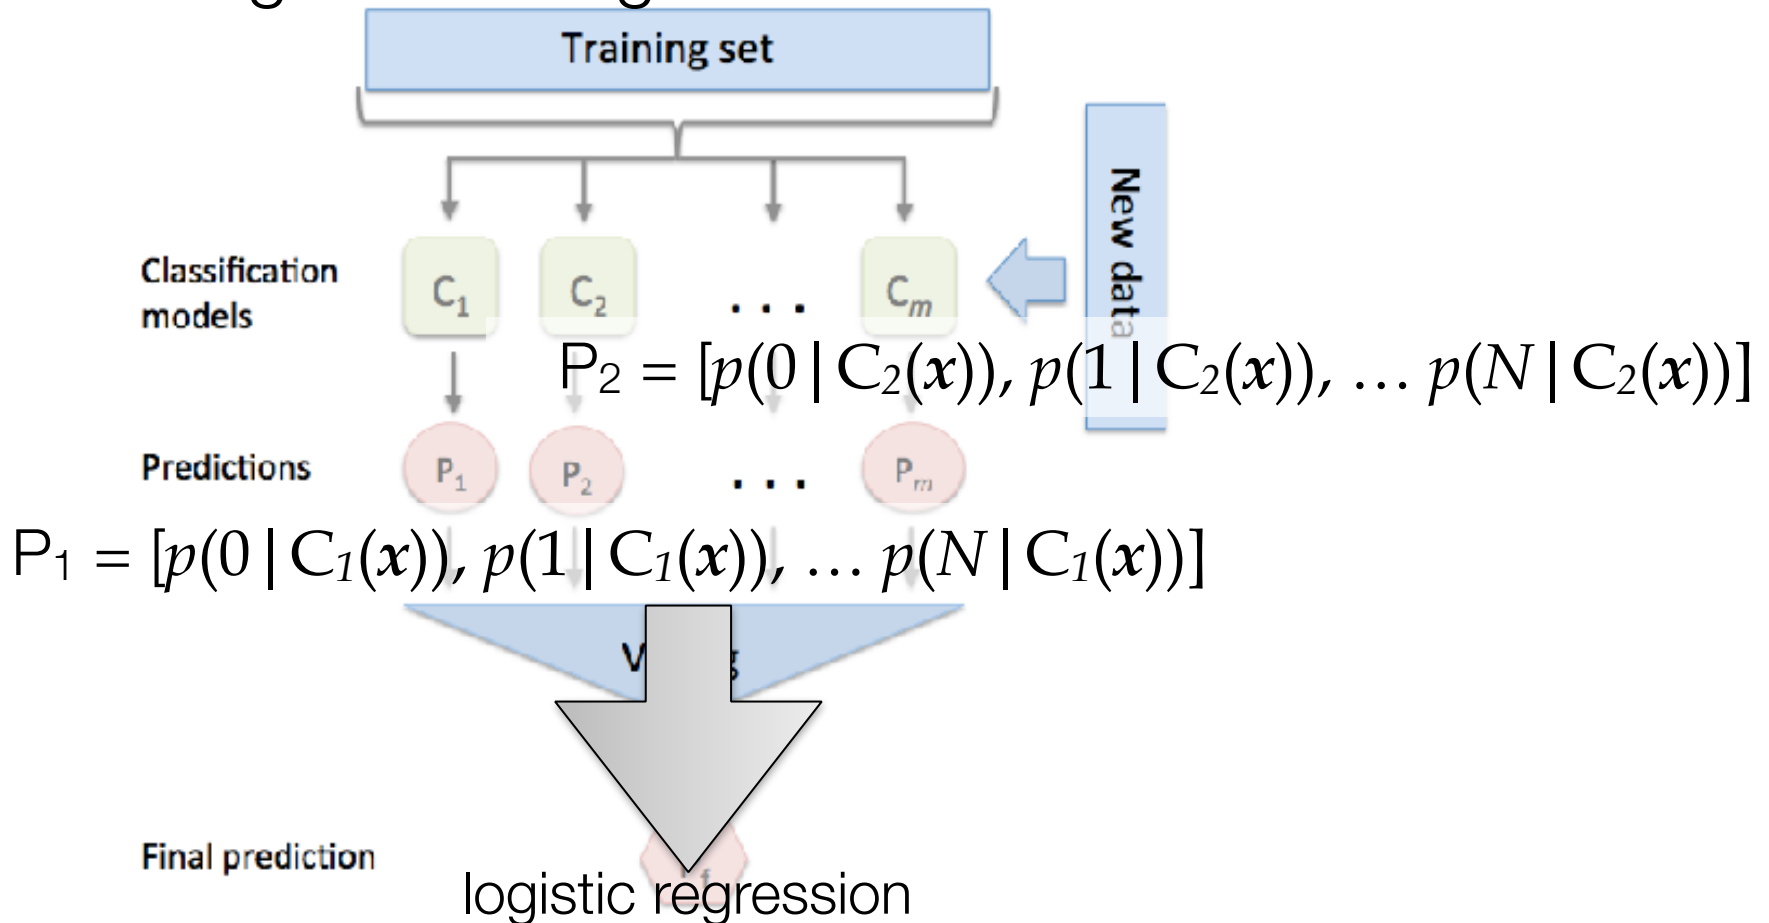 Training set
New data
Classification
models
C1
C2
. . .
Cm
P₂ = [p(0 | C₂(x)), p(1 | C₂(x)), … p(N | C₂(x))]
Predictions
P1
P2
. . .
Pm
P₁ = [p(0 | C₁(x)), p(1 | C₁(x)), … p(N | C₁(x))]
Final prediction
logistic regression